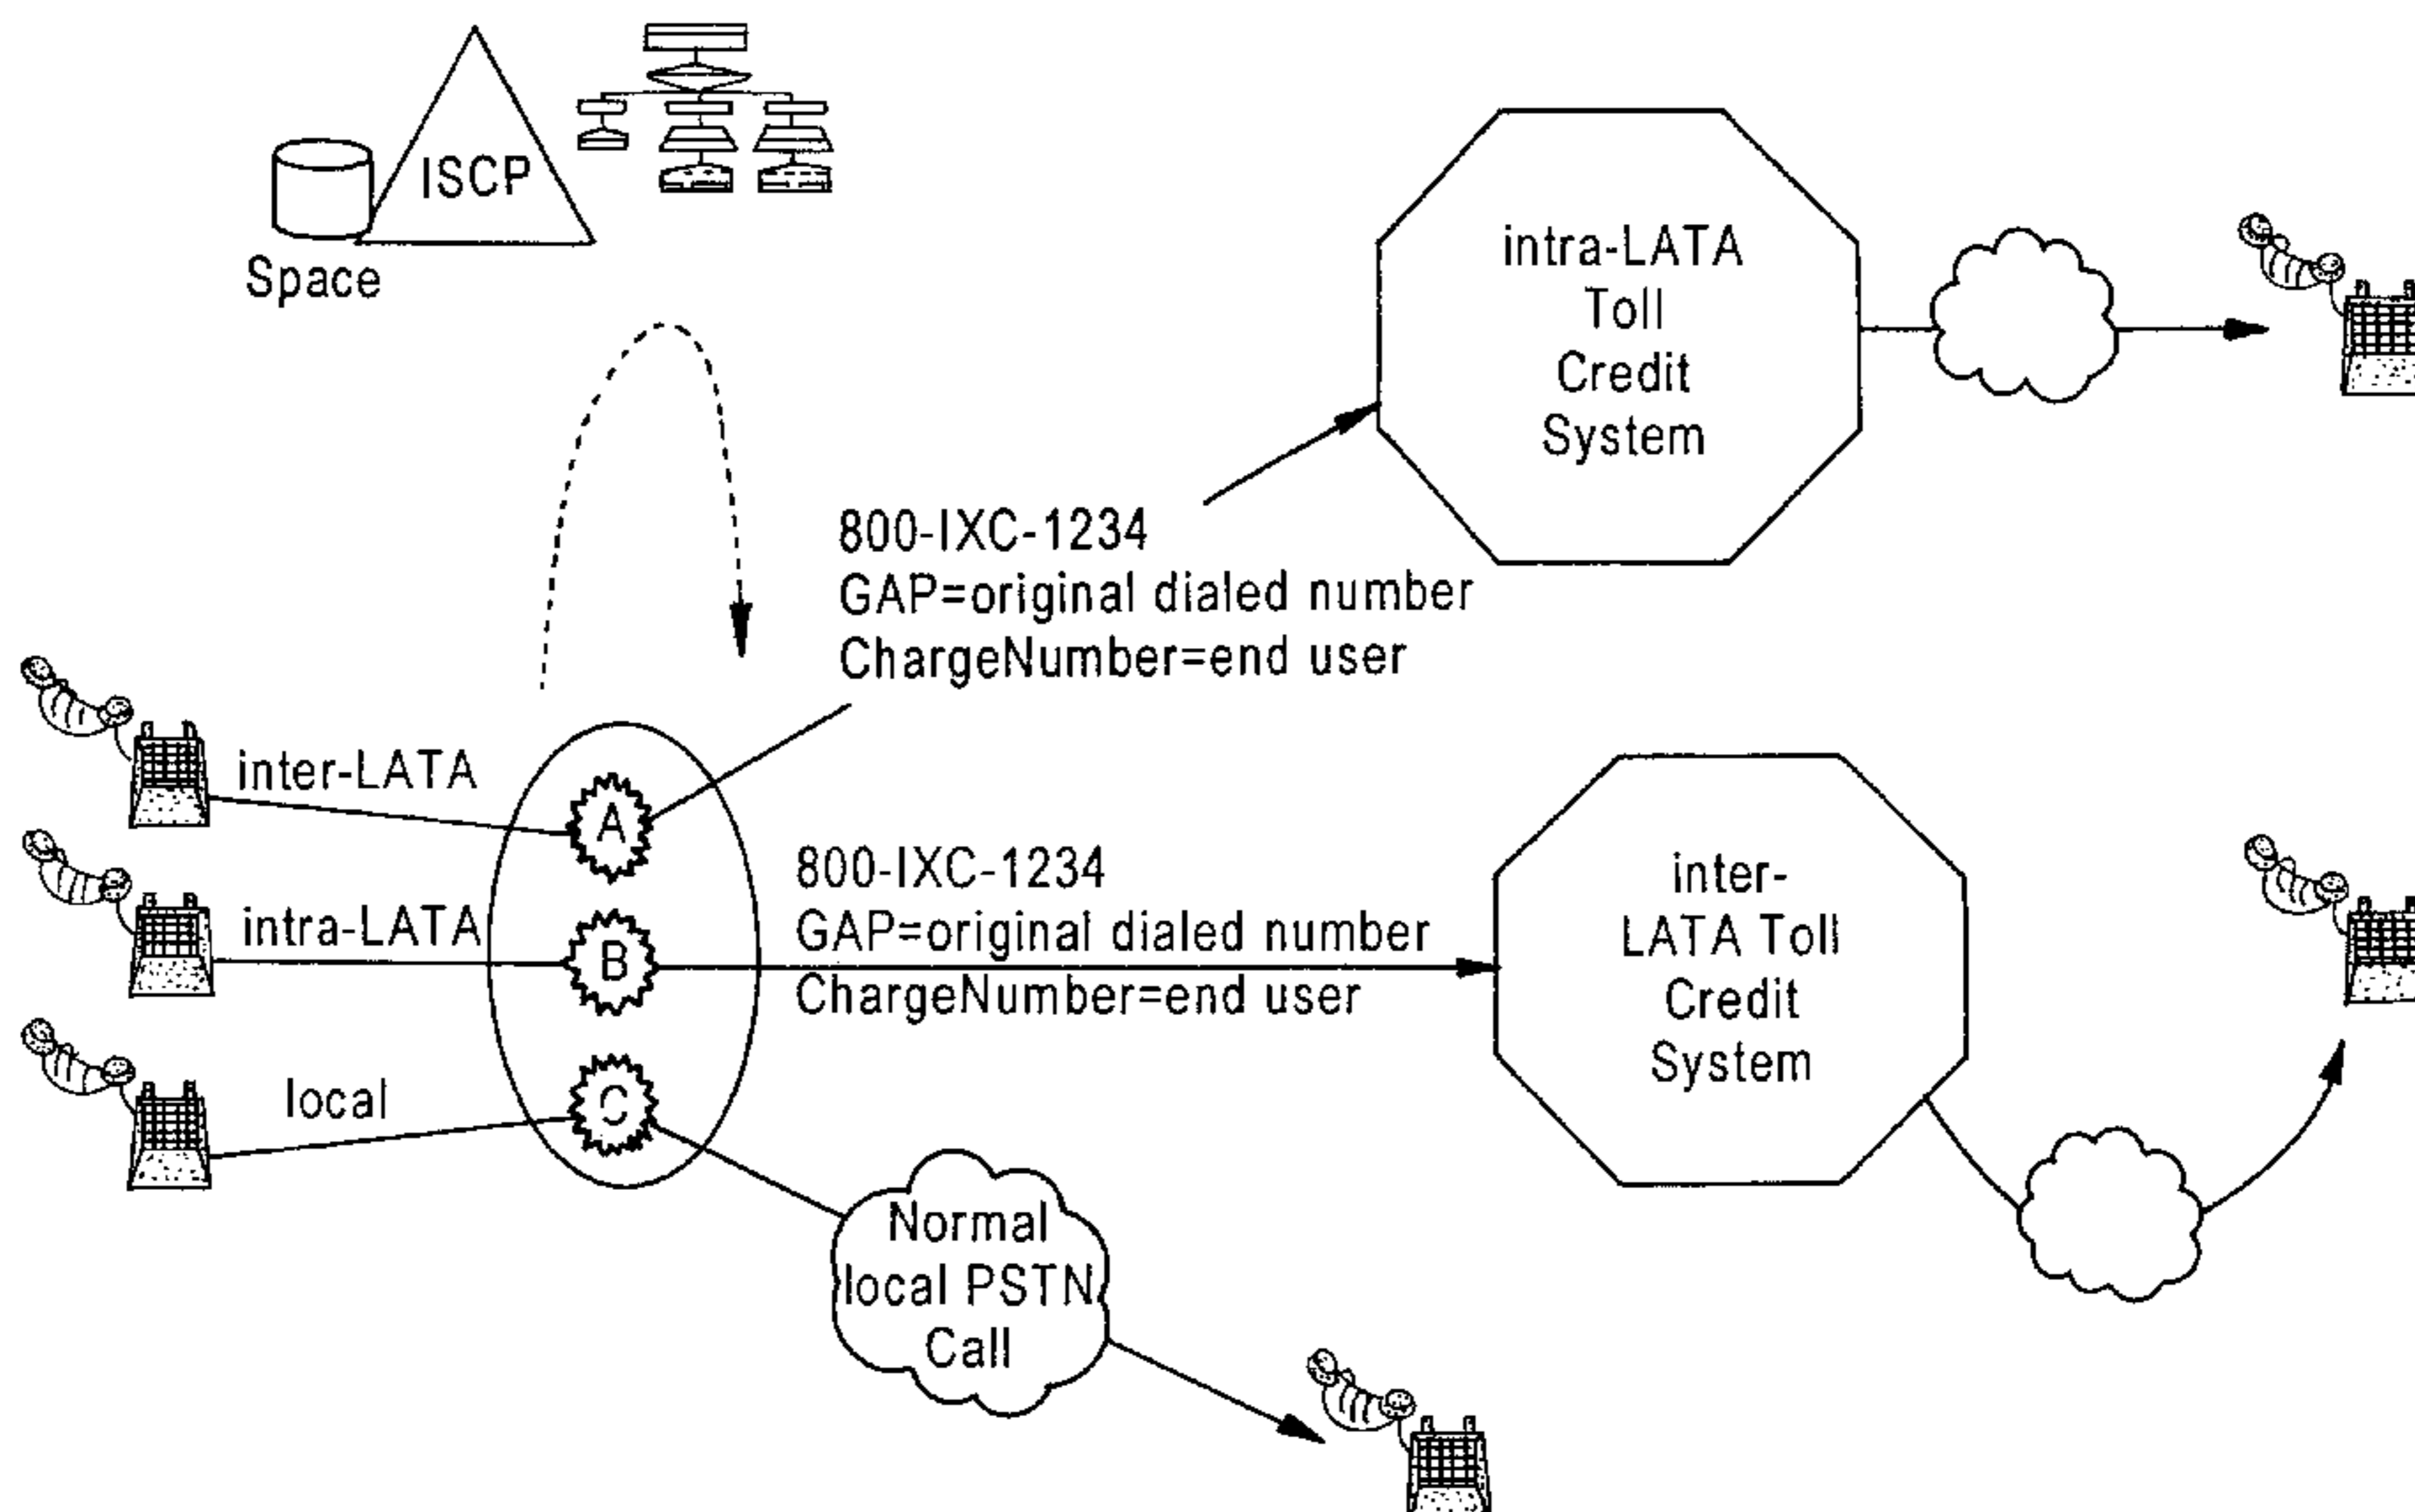 ISCP
Space
intra-LATA
Toll
Credit
System
800-IXC-1234
GAP=original dialed number
ChargeNumber=end user
inter-LATA
A
800-IXC-1234
GAP=original dialed number
ChargeNumber=end user
intra-LATA
B
inter-
LATA Toll
Credit
System
local
C
Normal
local PSTN
Call